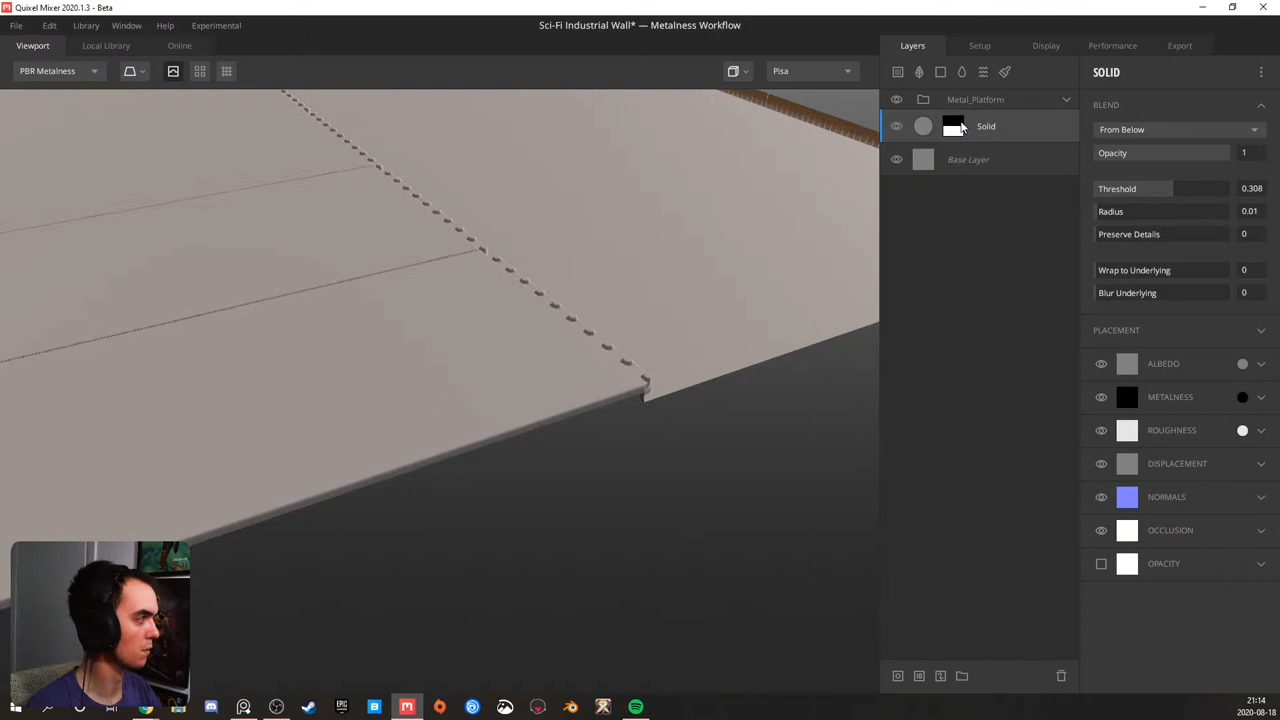 Quixel Mixer 2020.1.3 - Beta
File Edit Library Window Help Experimental
Sci-Fi Industrial Wall* — Metalness Workflow
Viewport Local Library Online
Layers Setup Display Performance Export
PBR Metalness
Pisa
SOLID
Metal_Platform
BLEND
Solid
From Below
Opacity 1
Base Layer
Threshold 0.308
Radius 0.01
Preserve Details 0
Wrap to Underlying 0
Blur Underlying 0
PLACEMENT
ALBEDO
METALNESS
ROUGHNESS
DISPLACEMENT
NORMALS
OCCLUSION
OPACITY
21:14
2020-08-18